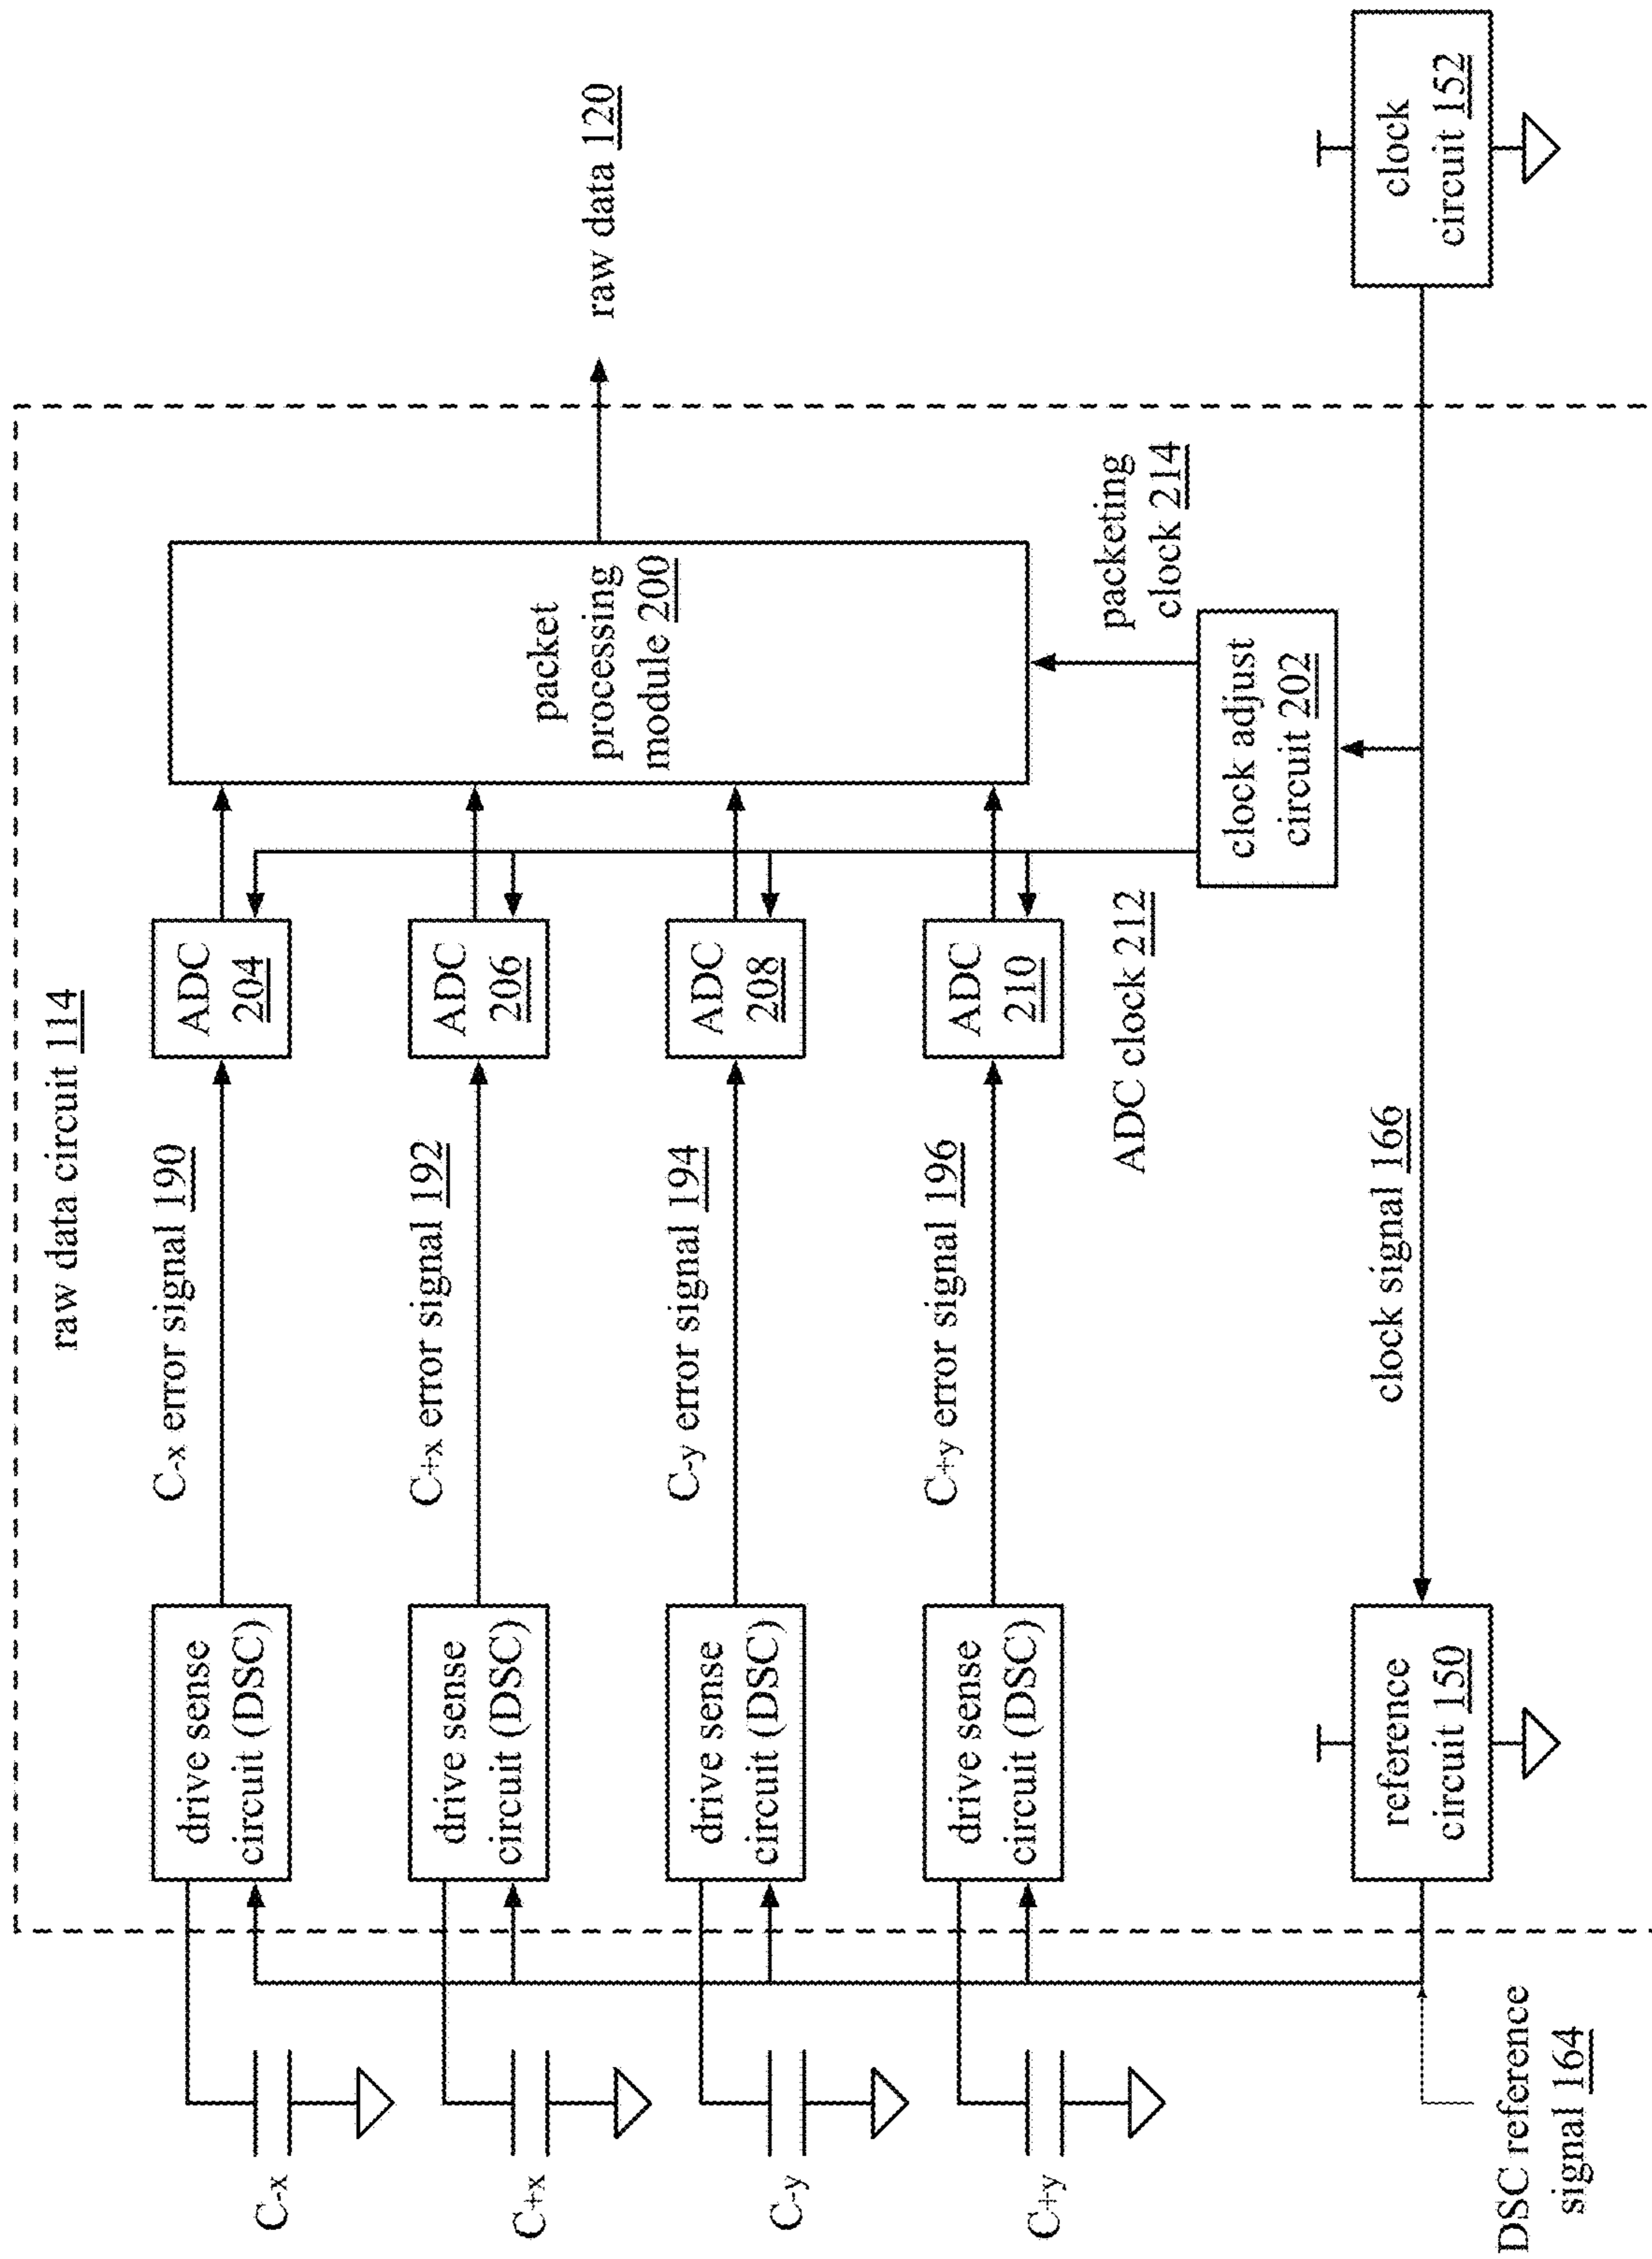 raw data circuit 114
C-x
drive sense
circuit (DSC)
C-x error signal 190
ADC
204
C+x
drive sense
circuit (DSC)
C+x error signal 192
ADC
206
C-y
drive sense
circuit (DSC)
C-y error signal 194
ADC
208
C+y
drive sense
circuit (DSC)
C+y error signal 196
ADC
210
packet
processing
module 200
raw data 120
ADC clock 212
packeting
clock 214
clock adjust
circuit 202
clock signal 166
reference
circuit 150
clock
circuit 152
DSC reference
signal 164